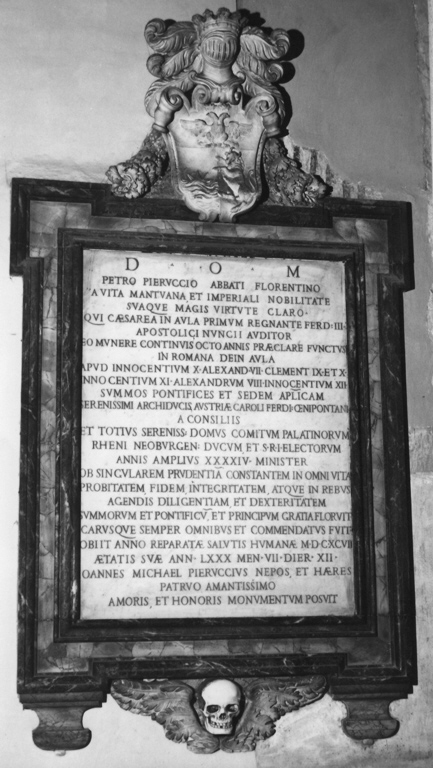 D · O · M
PETRO PIERVCCIO ABBATI FLORENTINO
AVITA MANTVANA ET IMPERIALI NOBILITATE
SVAQVE MAGIS VIRTVTE CLARO·
QVI CÆSAREA IN AVLA PRIMVM REGNANTE FERD·III·
APOSTOLICI NVNCII AVDITOR
EO MVNERE CONTINVIS OCTO ANNIS PRÆCLARE FVNCTVS
IN ROMANA DEIN AVLA
APVD INNOCENTIVM X·ALEXAND·VII·CLEMENT IX·ET X·
INNOCENTIVM XI·ALEXANDRVM VIII·INNOCENTIVM XII·
SVMMOS PONTIFICES ET SEDEM APLICAM
SERENISSIMI ARCHIDVCIS AVSTRIÆ CAROLI FERDI: ŒNIPONTANI
A CONSILIIS
ET TOTIVS SERENISS: DOMVS COMITVM PALATINORVM
RHENI NEOBVRGEN: DVCVM ET S·R·I·ELECTORVM
ANNIS AMPLIVS XXXXIV· MINISTER
OB SINGVLAREM PRVDENTIA CONSTANTEM IN OMNI VITA
PROBITATEM FIDEM INTEGRITATEM ATQVE IN REBVS
AGENDIS DILIGENTIAM ET DEXTERITATEM
SVMMORVM ET PONTIFICV̄ ET PRINCIPVM GRATIA FLORVIT
CARVSQVE SEMPER OMNIBVS ET COMMENDATVS FVIT
OBIIT ANNO REPARATÆ SALVTIS HVMANÆ M·D·CXCVII
ÆTATIS SVÆ ANN·LXXX MEN·VII·DIER·XII·
IOANNES MICHAEL PIERVCCIVS NEPOS, ET HÆRES
PATRVO AMANTISSIMO
AMORIS, ET HONORIS MONVMENTVM POSVIT